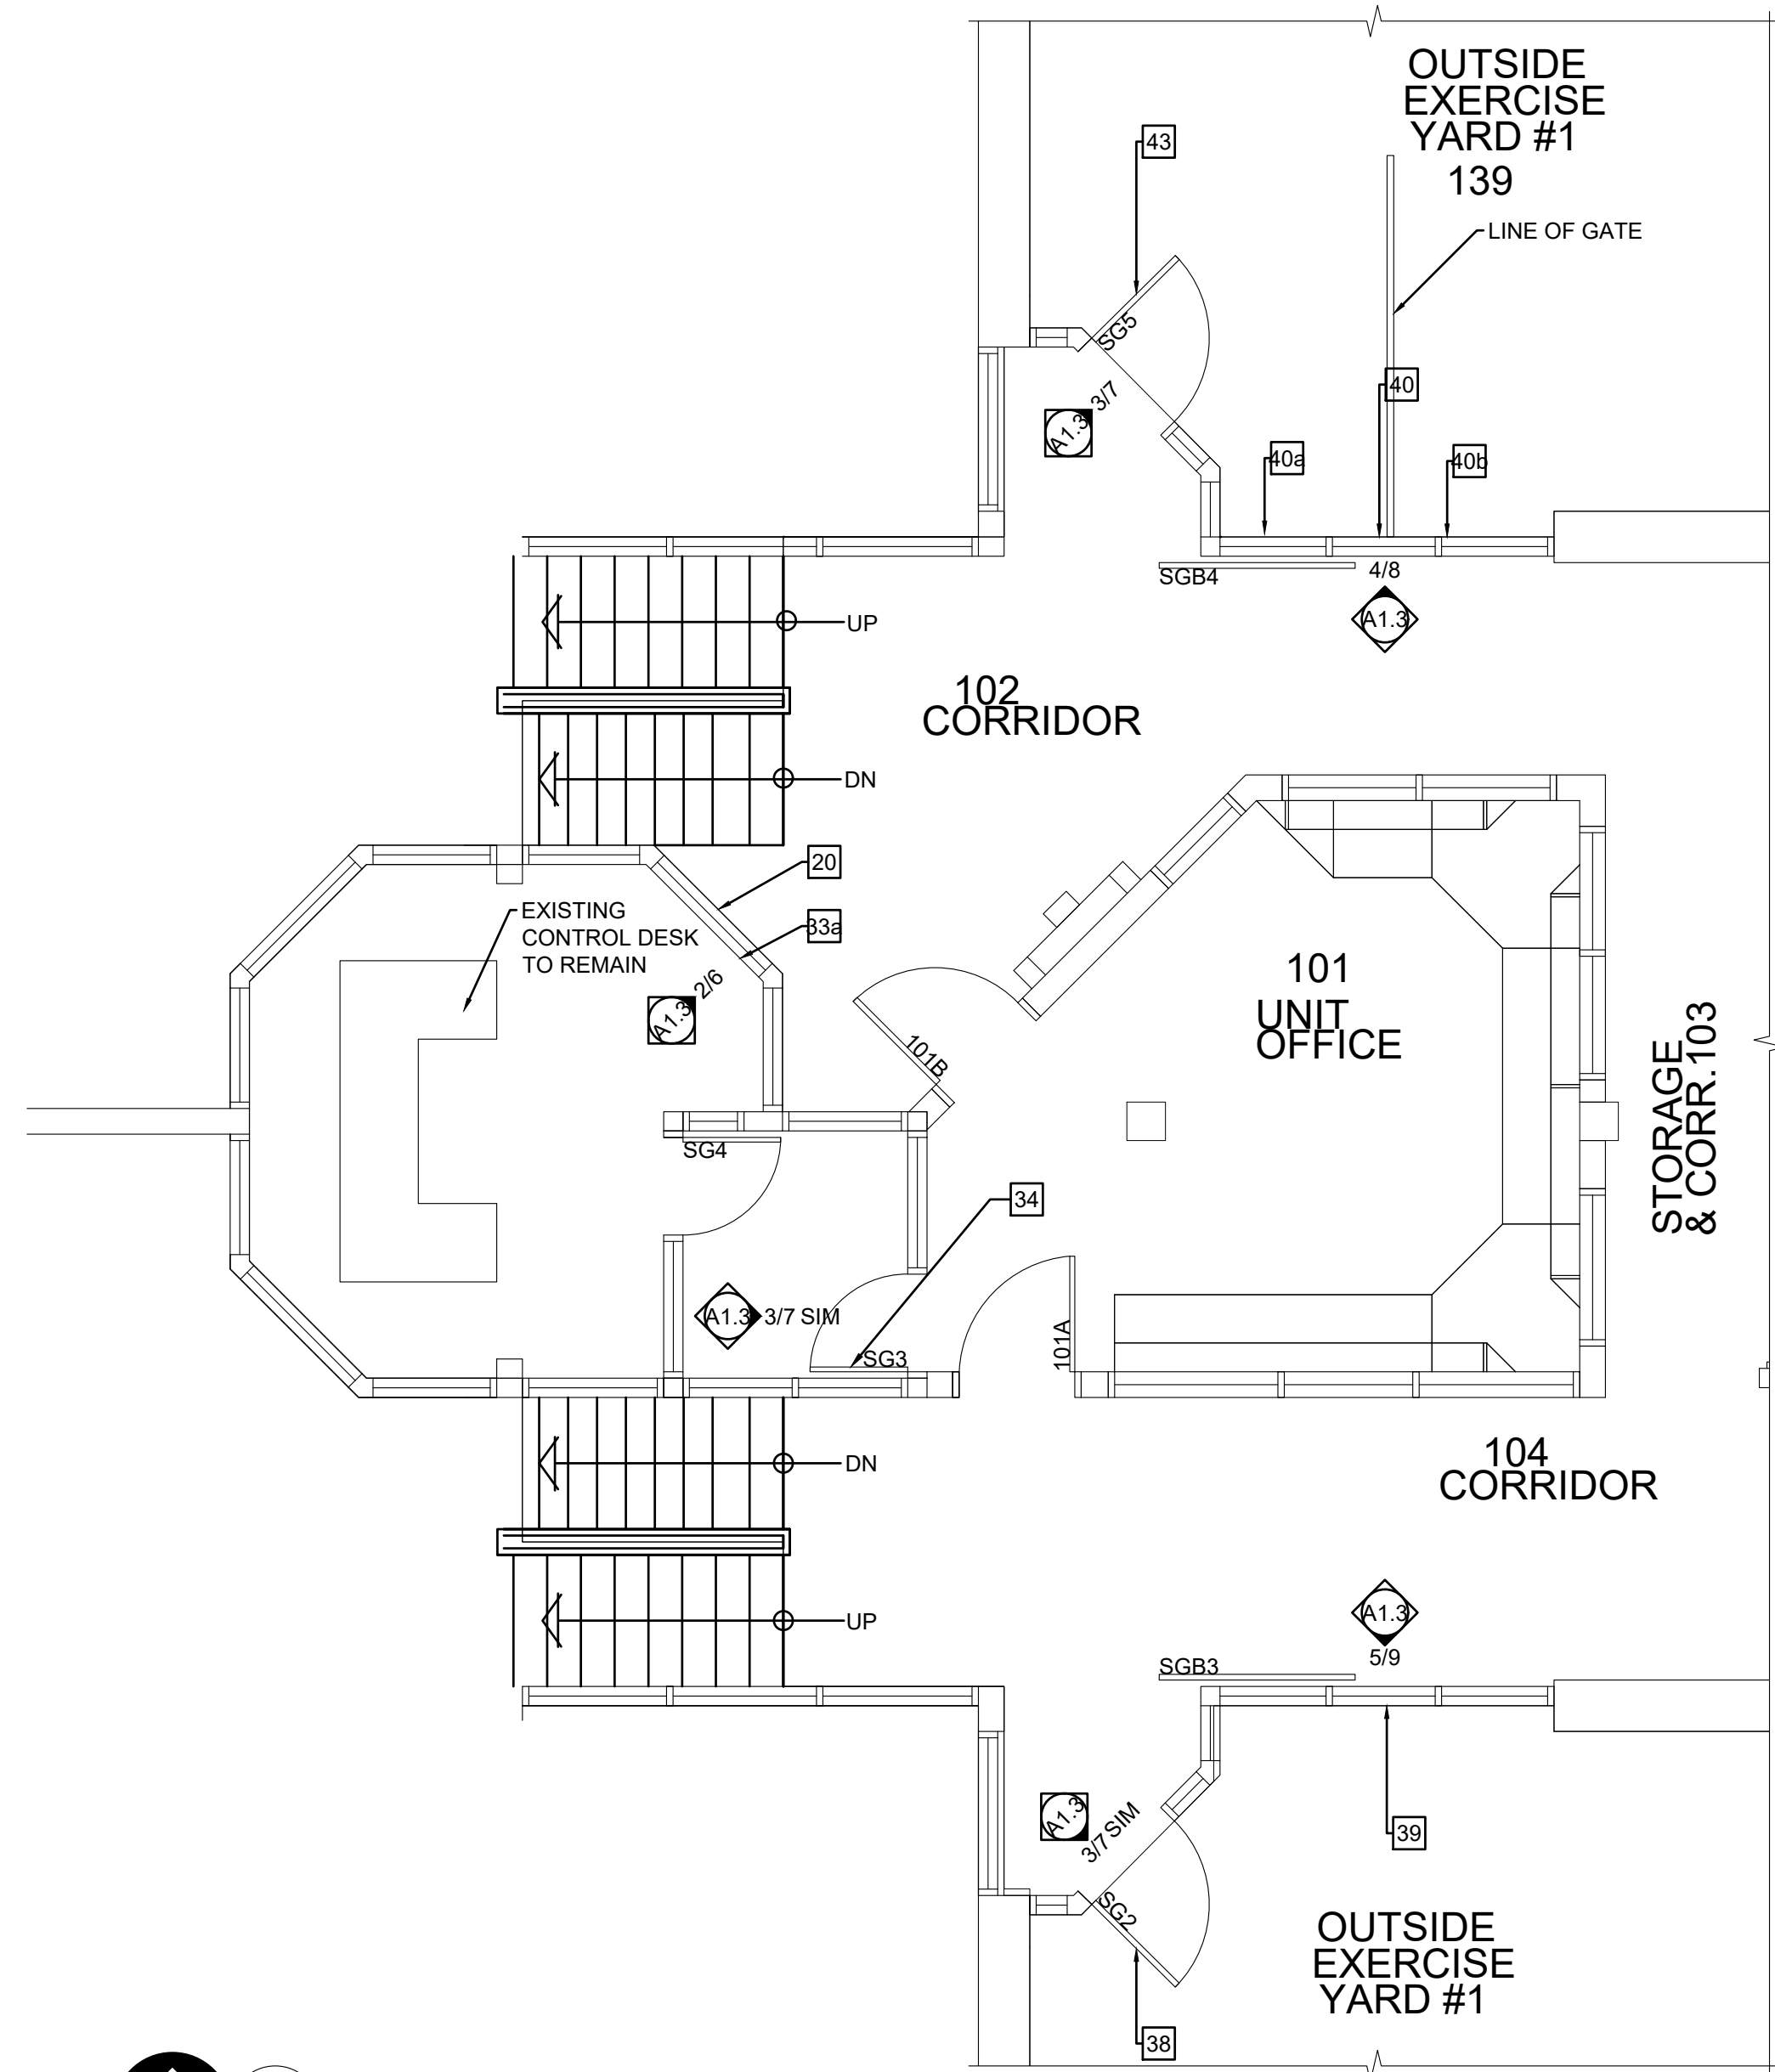 OUTSIDE
EXERCISE
YARD #1
139
LINE OF GATE
43
SG5
3/7
A1.3
40
40a
40b
SGB4
4/8
A1.3
UP
102
CORRIDOR
DN
20
33a
EXISTING
CONTROL DESK
TO REMAIN
2/6
A1.3
101
UNIT
OFFICE
101B
STORAGE
& CORR.103
SG4
34
A1.3
3/7 SIM
SG3
101A
DN
104
CORRIDOR
UP
A1.3
5/9
SGB3
A1.3
3/7 SIM
39
SG2
OUTSIDE
EXERCISE
YARD #1
38